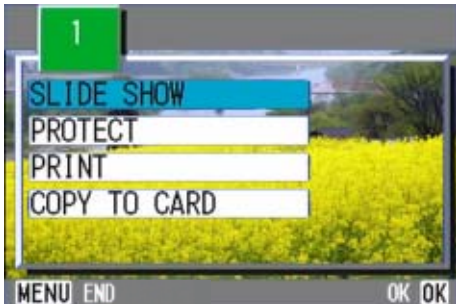 1
SLIDE SHOW
PROTECT
PRINT
COPY TO CARD
MENU END OK OK